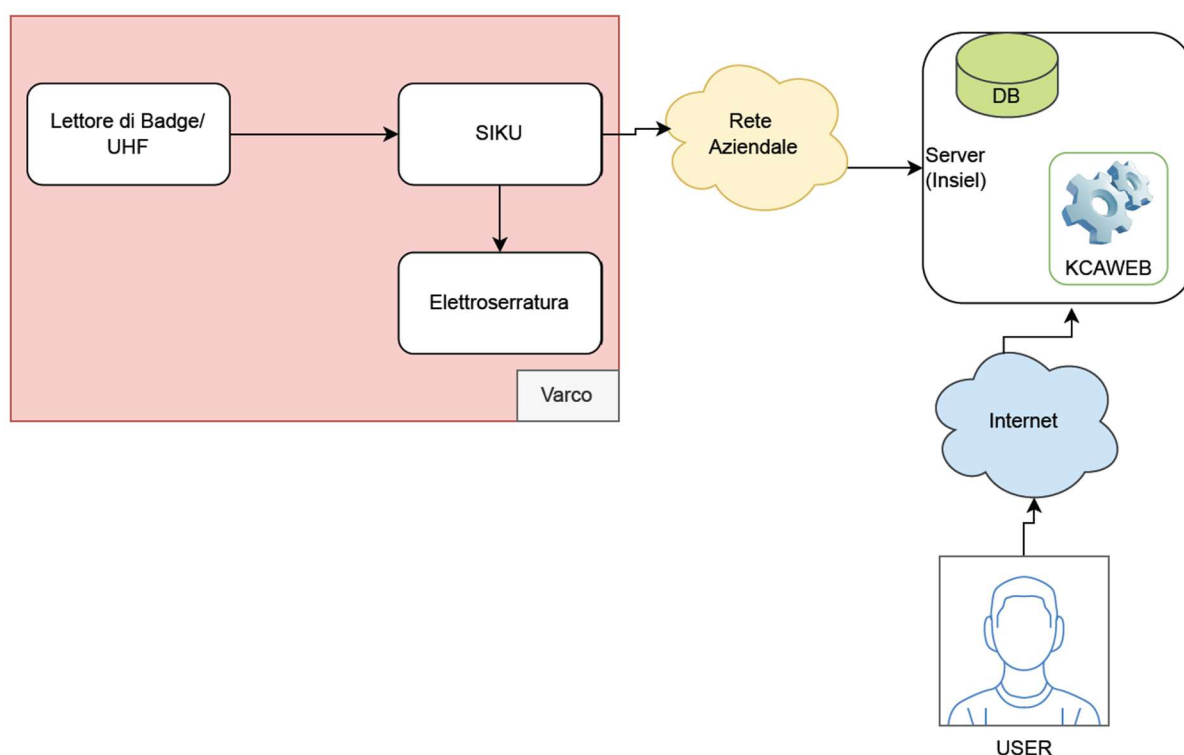 Lettore di Badge/
UHF
SIKU
Elettroserratura
Varco
Rete
Aziendale
DB
Server
(Insiel)
KCAWEB
Internet
USER